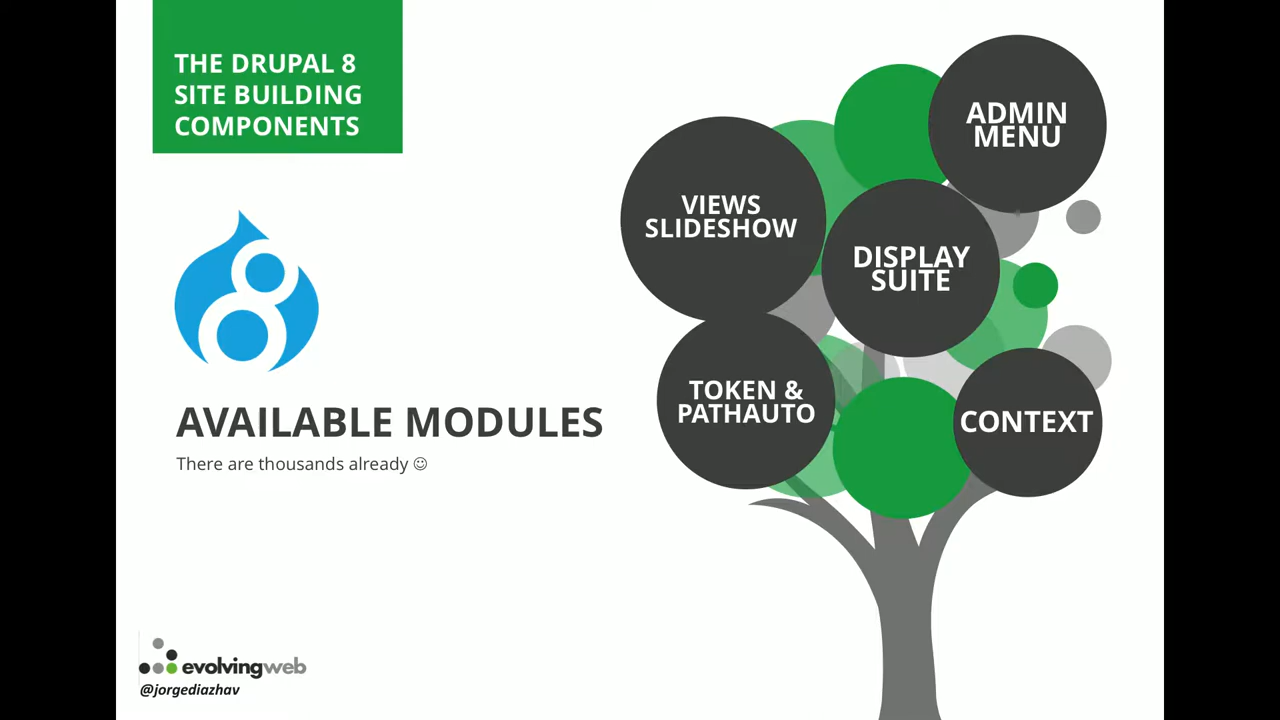 THE DRUPAL 8
SITE BUILDING
COMPONENTS
AVAILABLE MODULES
There are thousands already ☺
VIEWS
SLIDESHOW
ADMIN
MENU
DISPLAY
SUITE
TOKEN &
PATHAUTO
CONTEXT
evolvingweb
@jorgediazhav